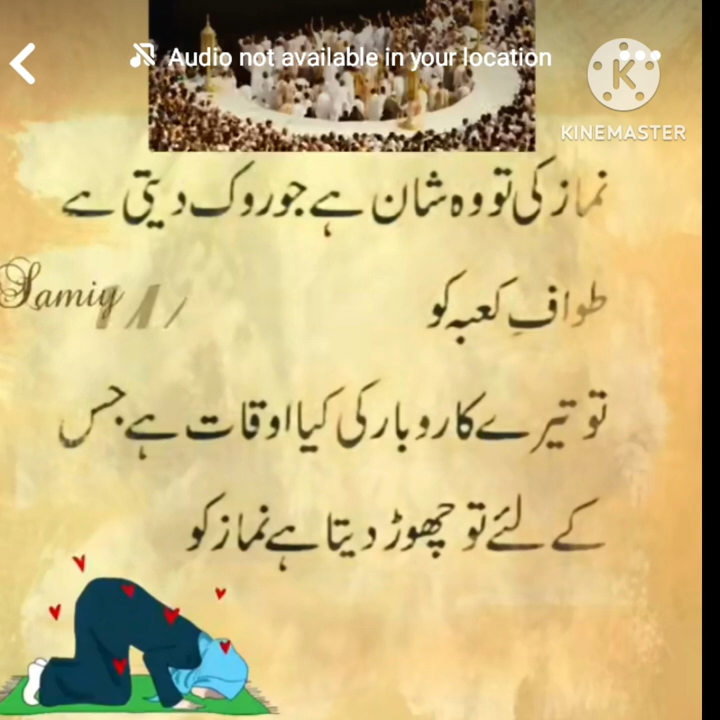 Audio not available in your location
K
KINEMASTER
نماز کی تو وہ شان ہے جو روک دیتی ہے
طوافِ کعبہ کو
Samiy
تو تیرے کاروبار کی کیا اوقات ہے جس
کے لئے تو چھوڑ دیتا ہے نماز کو